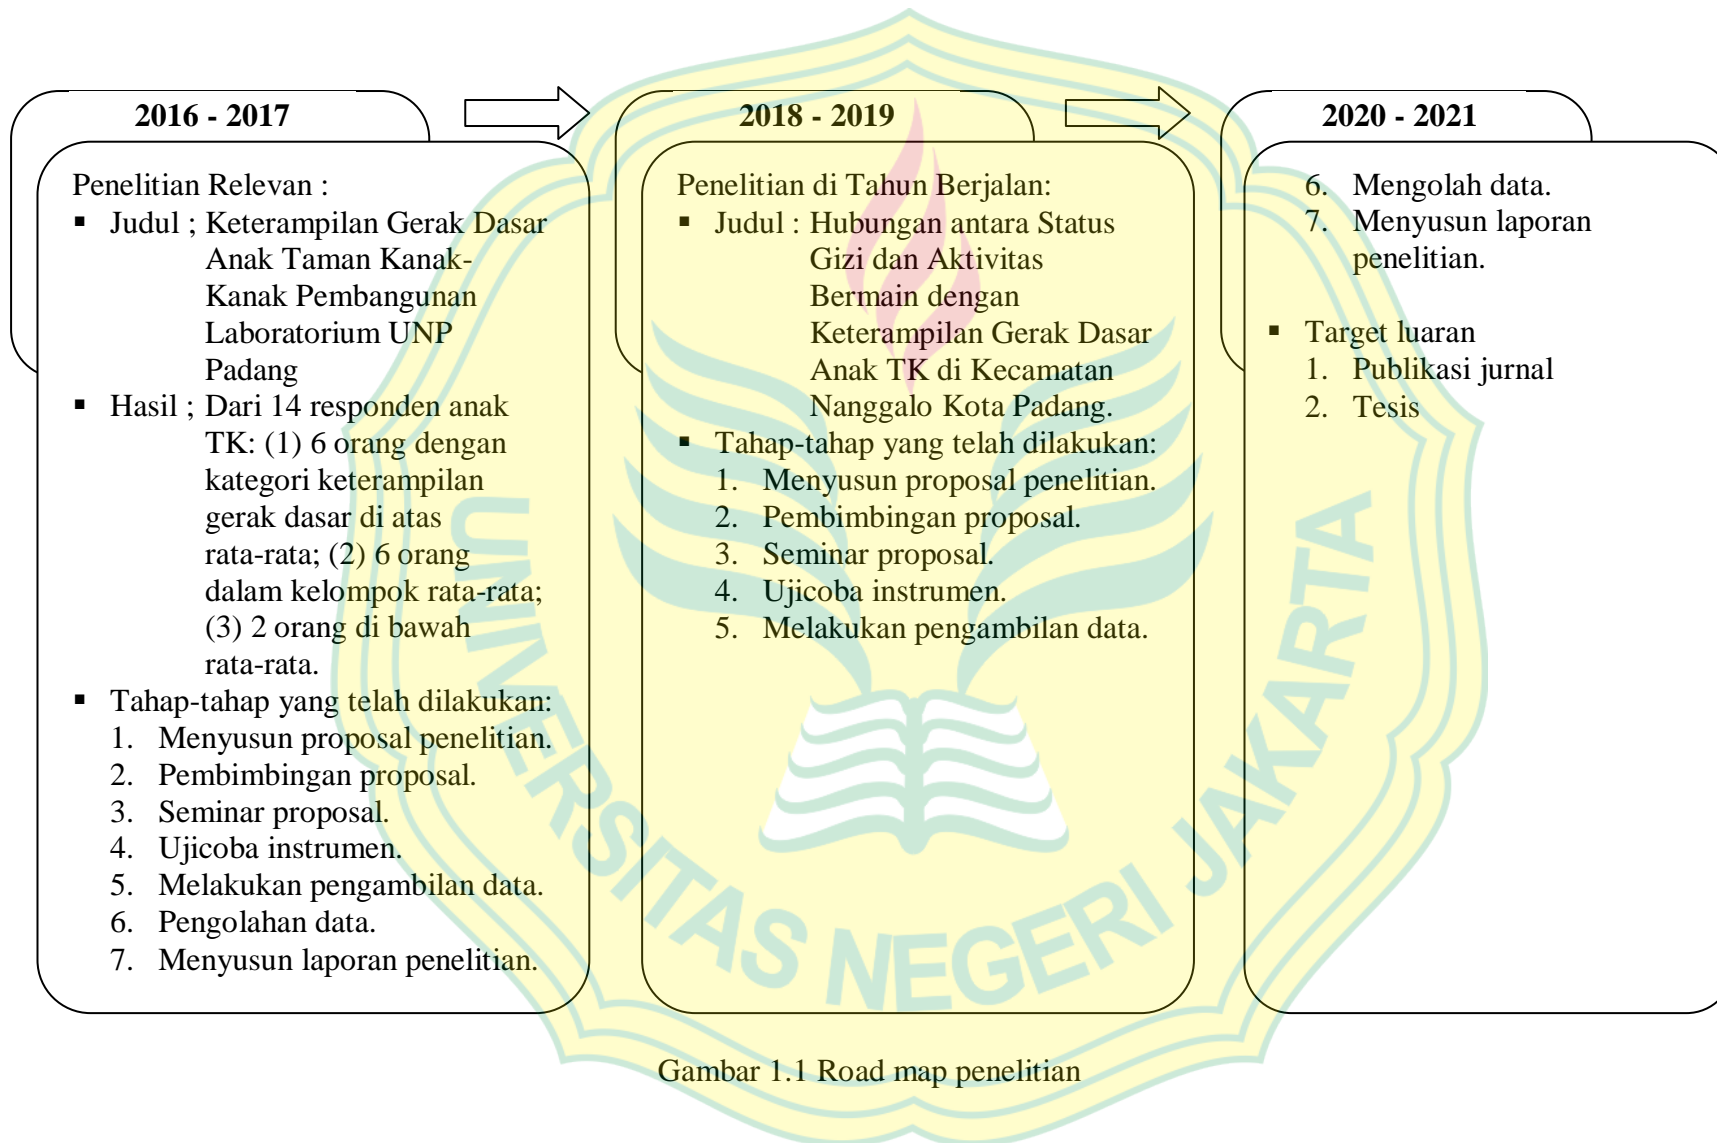 2016 - 2017
Penelitian Relevan :
▪ Judul ; Keterampilan Gerak Dasar
Anak Taman Kanak-
Kanak Pembangunan
Laboratorium UNP
Padang
▪ Hasil ; Dari 14 responden anak
TK: (1) 6 orang dengan
kategori keterampilan
gerak dasar di atas
rata-rata; (2) 6 orang
dalam kelompok rata-rata;
(3) 2 orang di bawah
rata-rata.
▪ Tahap-tahap yang telah dilakukan:
1. Menyusun proposal penelitian.
2. Pembimbingan proposal.
3. Seminar proposal.
4. Ujicoba instrumen.
5. Melakukan pengambilan data.
6. Pengolahan data.
7. Menyusun laporan penelitian.
2018 - 2019
Penelitian di Tahun Berjalan:
▪ Judul : Hubungan antara Status
Gizi dan Aktivitas
Bermain dengan
Keterampilan Gerak Dasar
Anak TK di Kecamatan
Nanggalo Kota Padang.
▪ Tahap-tahap yang telah dilakukan:
1. Menyusun proposal penelitian.
2. Pembimbingan proposal.
3. Seminar proposal.
4. Ujicoba instrumen.
5. Melakukan pengambilan data.
2020 - 2021
6. Mengolah data.
7. Menyusun laporan
penelitian.
▪ Target luaran
1. Publikasi jurnal
2. Tesis
Gambar 1.1 Road map penelitian
UNIVERSITAS NEGERI JAKARTA